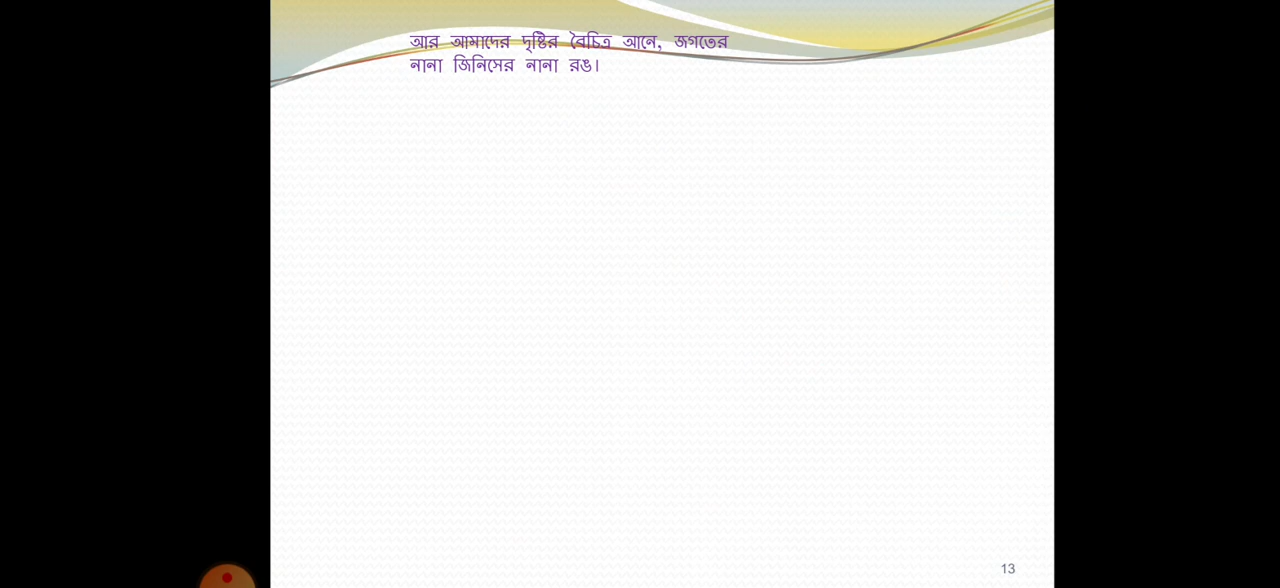 আর আমাদের দৃষ্টির বৈচিত্র আনে, জগতের
নানা জিনিসের নানা রঙ।
13